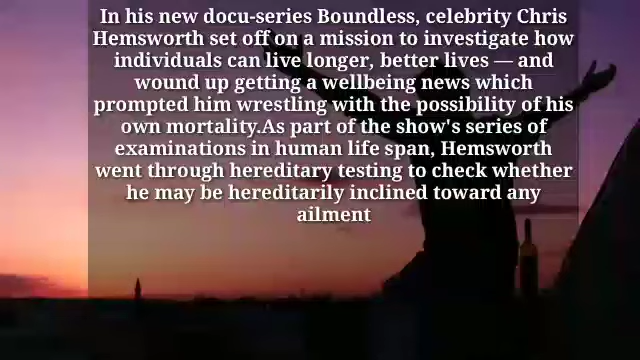 In his new docu-series Boundless, celebrity Chris
Hemsworth set off on a mission to investigate how
individuals can live longer, better lives — and
wound up getting a wellbeing news which
prompted him wrestling with the possibility of his
own mortality.As part of the show's series of
examinations in human life span, Hemsworth
went through hereditary testing to check whether
he may be hereditarily inclined toward any
ailment